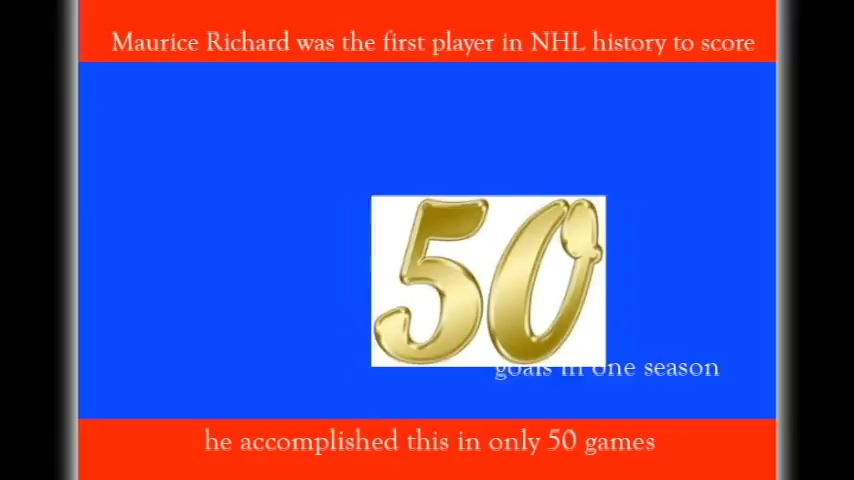 Maurice Richard was the first player in NHL history to score
50
goals in one season
he accomplished this in only 50 games